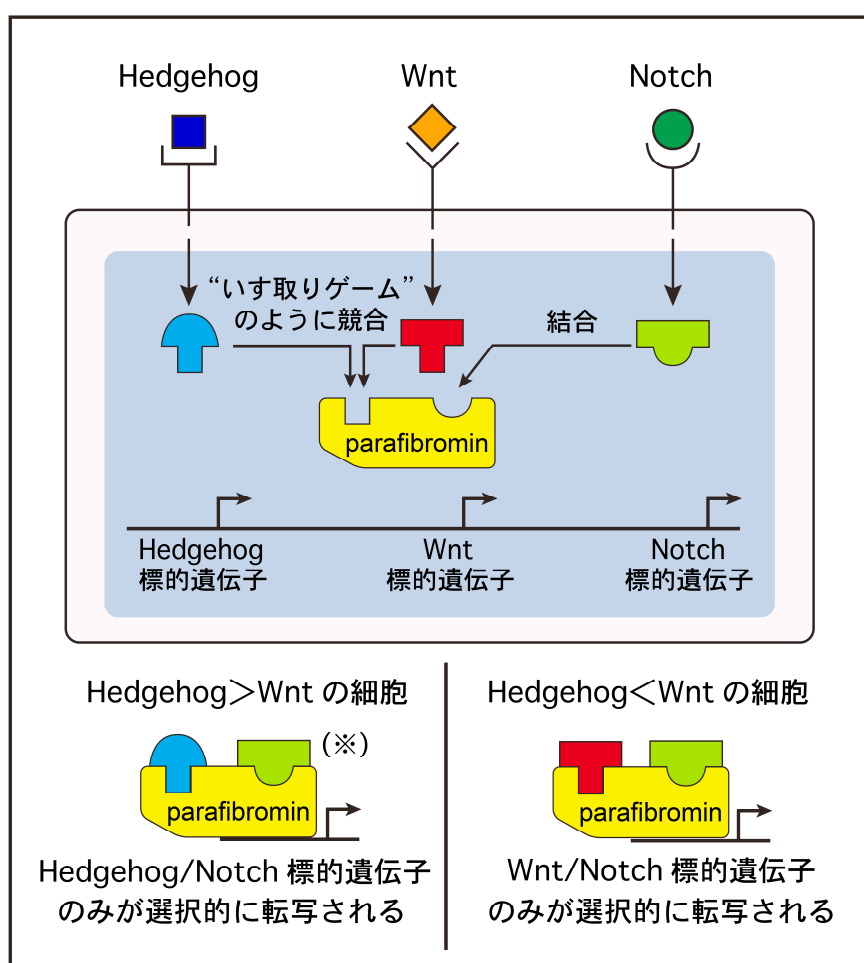 Hedgehog
Wnt
Notch
“いす取りゲーム”
のように競合
結合
parafibromin
Hedgehog
標的遺伝子
Wnt
標的遺伝子
Notch
標的遺伝子
Hedgehog＞Wnt の細胞
(※)
parafibromin
Hedgehog/Notch 標的遺伝子
のみが選択的に転写される
Hedgehog＜Wnt の細胞
parafibromin
Wnt/Notch 標的遺伝子
のみが選択的に転写される